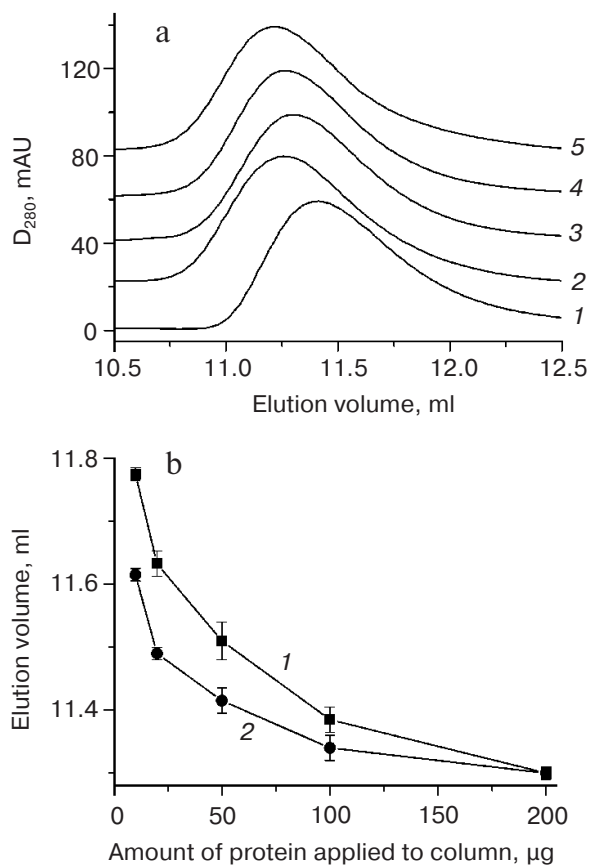 a
D280, mAU
120
80
40
0
5
4
3
2
1
10.5 11.0 11.5 12.0 12.5
Elution volume, ml
b
Elution volume, ml
11.8
11.6
11.4
1
2
0 50 100 150 200
Amount of protein applied to column, µg